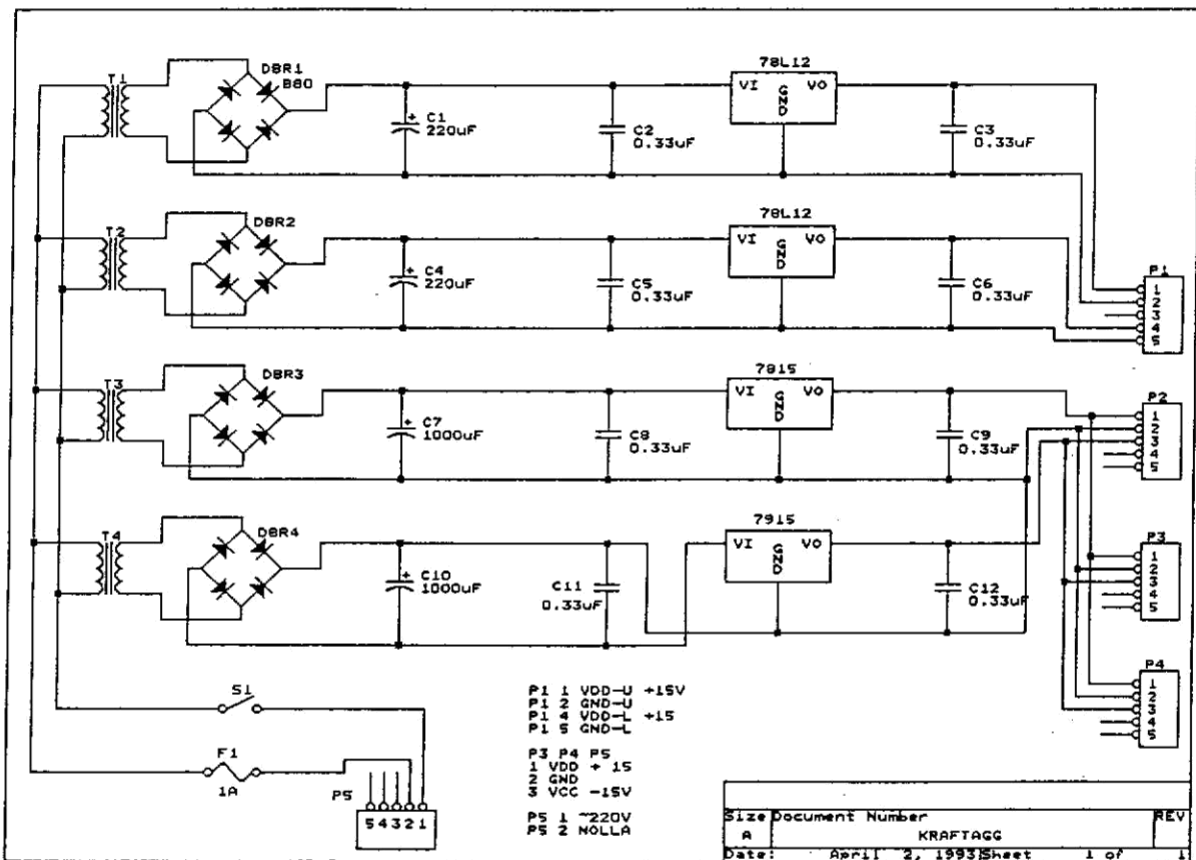 T1
DBR1
B80
C1
220uF
C2
0.33uF
78L12
VI VO
GND
C3
0.33uF
T2
DBR2
C4
220uF
C5
0.33uF
78L12
VI VO
GND
C6
0.33uF
P1
1
2
3
4
5
T3
DBR3
C7
1000uF
C8
0.33uF
7815
VI VO
GND
C9
0.33uF
P2
1
2
3
4
5
T4
DBR4
C10
1000uF
C11
0.33uF
7915
VI VO
GND
C12
0.33uF
P3
1
2
3
4
5
P4
1
2
3
4
5
S1
F1
1A
P5
54321
P1 1 VDD-U +15V
P1 2 GND-U
P1 4 VDD-L +15
P1 5 GND-L
P3 P4 P5
1 VDD + 15
2 GND
3 VCC -15V
P5 1 ~220V
P5 2 NOLLA
Size Document Number REV
A KRAFTAGG
Date: April 2, 1993 Sheet 1 of 1